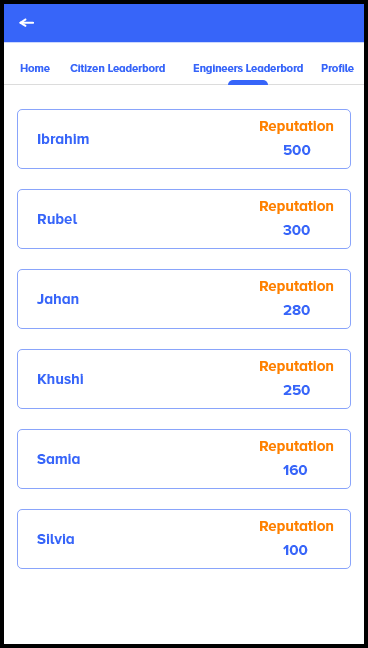 Home Citizen Leaderbord Engineers Leaderbord Profile
Reputation
Ibrahim
500
Reputation
Rubel
300
Reputation
Jahan
280
Reputation
Khushi
250
Reputation
Samia
160
Reputation
Silvia
100